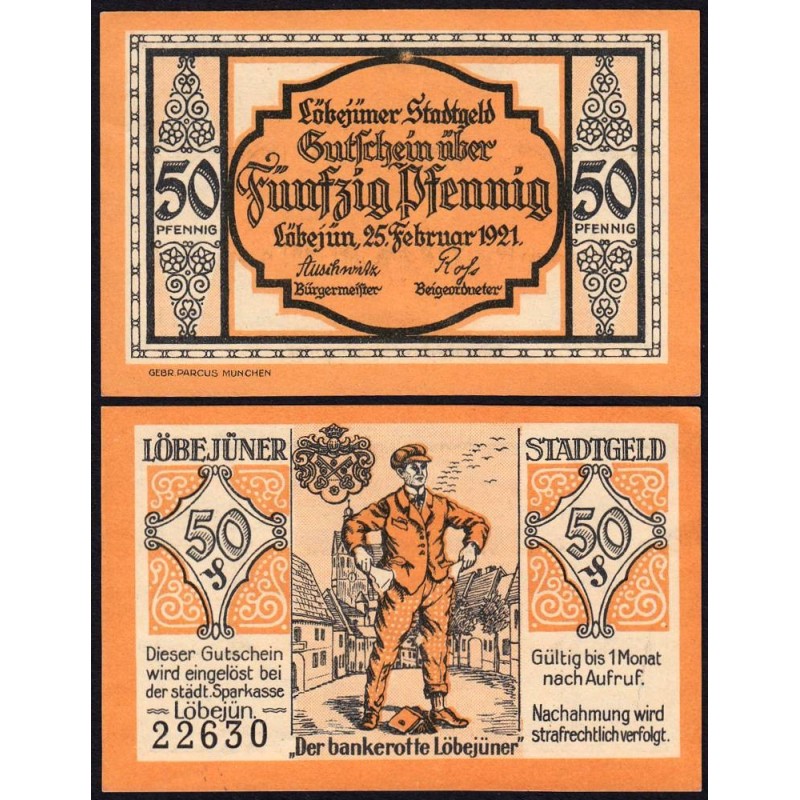 Löbejüner Stadtgeld
Gutschein über
Fünfzig Pfennig
Löbejün, 25. Februar 1921.
50
PFENNIG
50
PFENNIG
Bürgermeister
Beigeordneter
GEBR. PARCUS MÜNCHEN
LÖBEJÜNER
STADTGELD
50
50
Dieser Gutschein
wird eingelöst bei
der städt. Sparkasse
Löbejün.
22630
Gültig bis 1 Monat
nach Aufruf.
Nachahmung wird
strafrechtlich verfolgt.
„Der bankerotte Löbejüner"